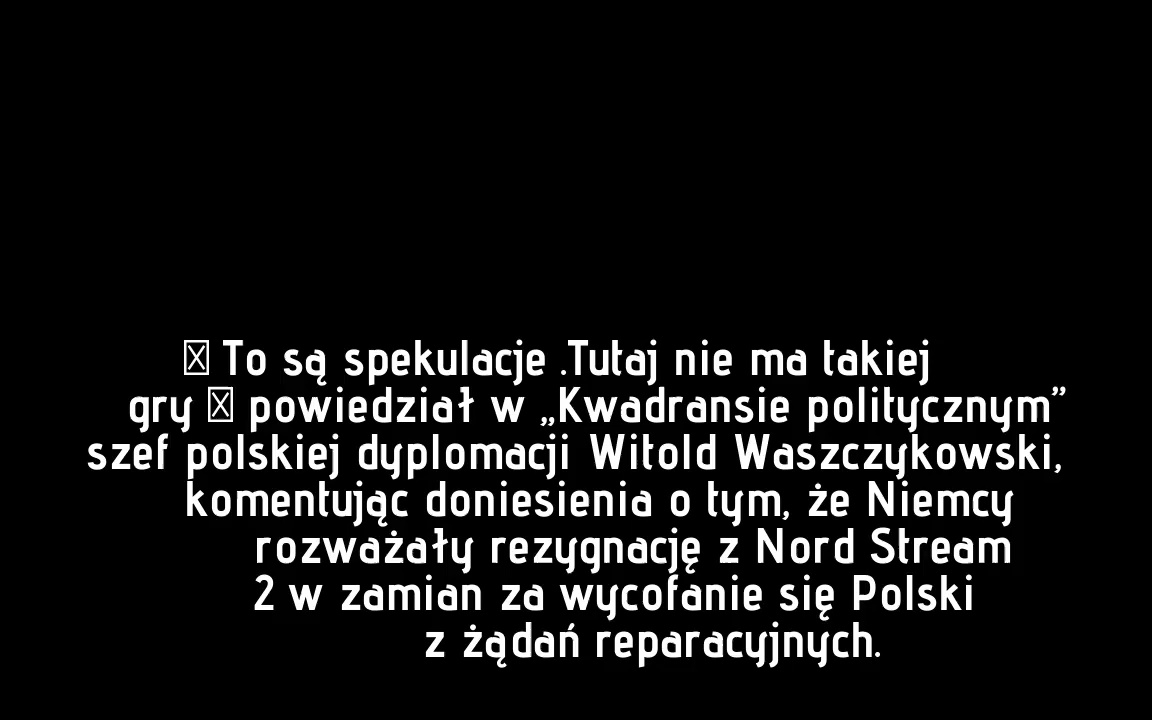 ☒ To są spekulacje .Tutaj nie ma takiej
gry ☒ powiedział w „Kwadransie politycznym”
szef polskiej dyplomacji Witold Waszczykowski,
komentując doniesienia o tym, że Niemcy
rozważały rezygnację z Nord Stream
2 w zamian za wycofanie się Polski
z żądań reparacyjnych.